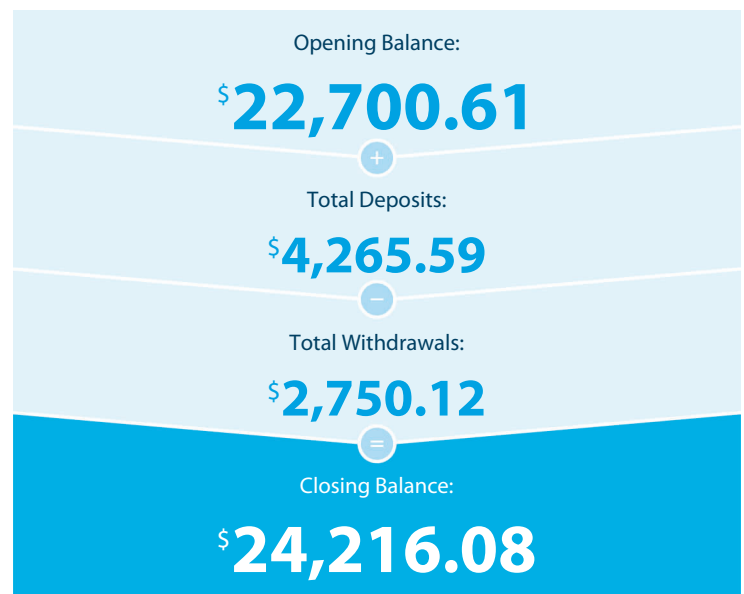 Opening Balance:
$22,700.61
+
Total Deposits:
$4,265.59
−
Total Withdrawals:
$2,750.12
=
Closing Balance:
$24,216.08